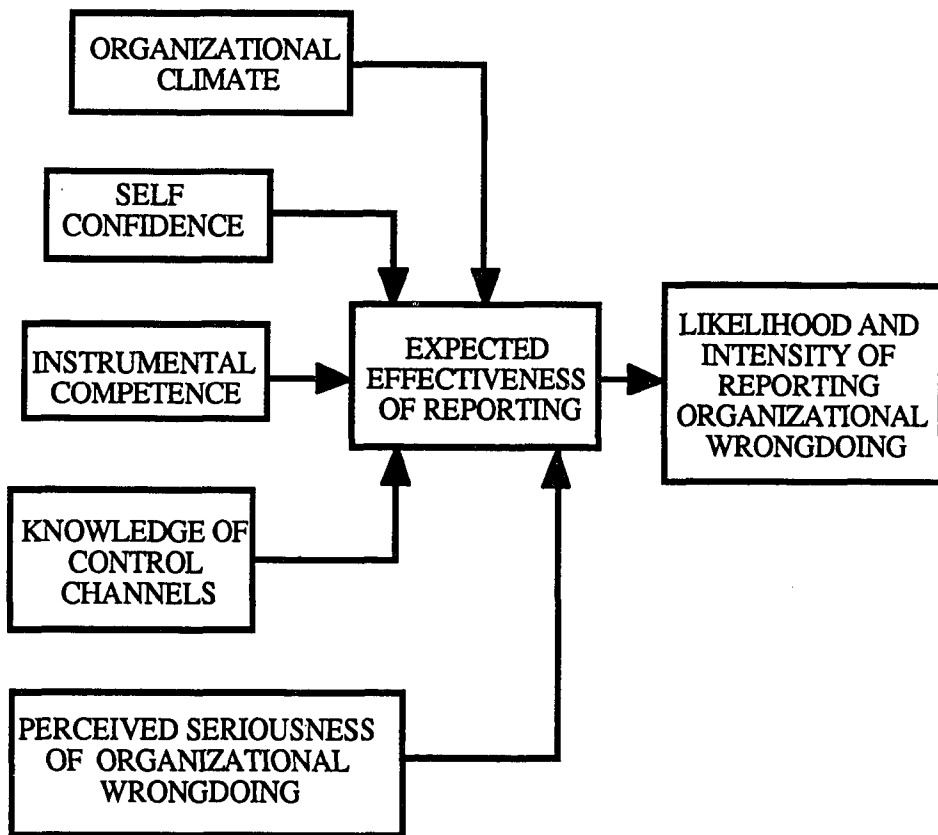 ORGANIZATIONAL
CLIMATE
SELF
CONFIDENCE
INSTRUMENTAL
COMPETENCE
KNOWLEDGE OF
CONTROL
CHANNELS
PERCEIVED SERIOUSNESS
OF ORGANIZATIONAL
WRONGDOING
EXPECTED
EFFECTIVENESS
OF REPORTING
LIKELIHOOD AND
INTENSITY OF
REPORTING
ORGANIZATIONAL
WRONGDOING